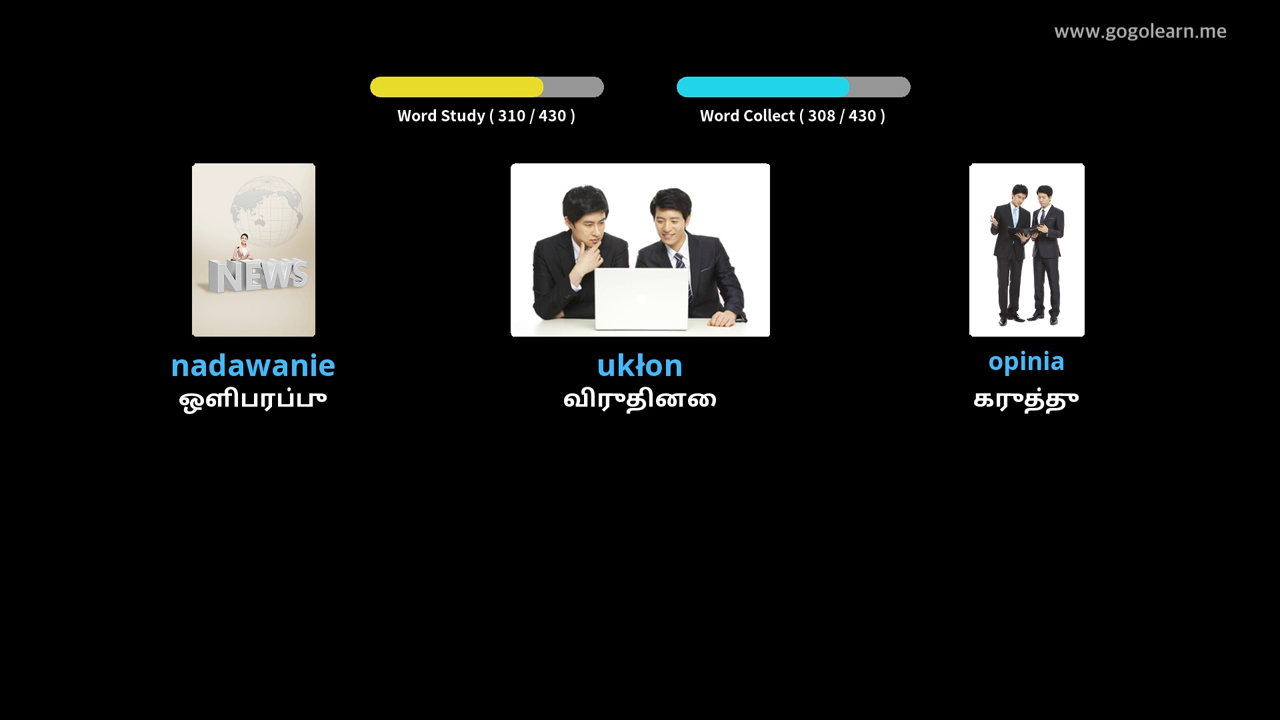 www.gogolearn.me
Word Study ( 310 / 430 )
Word Collect ( 308 / 430 )
NEWS
nadawanie
ஒளிபரப்பு
ukłon
விருதினை
opinia
கருத்து